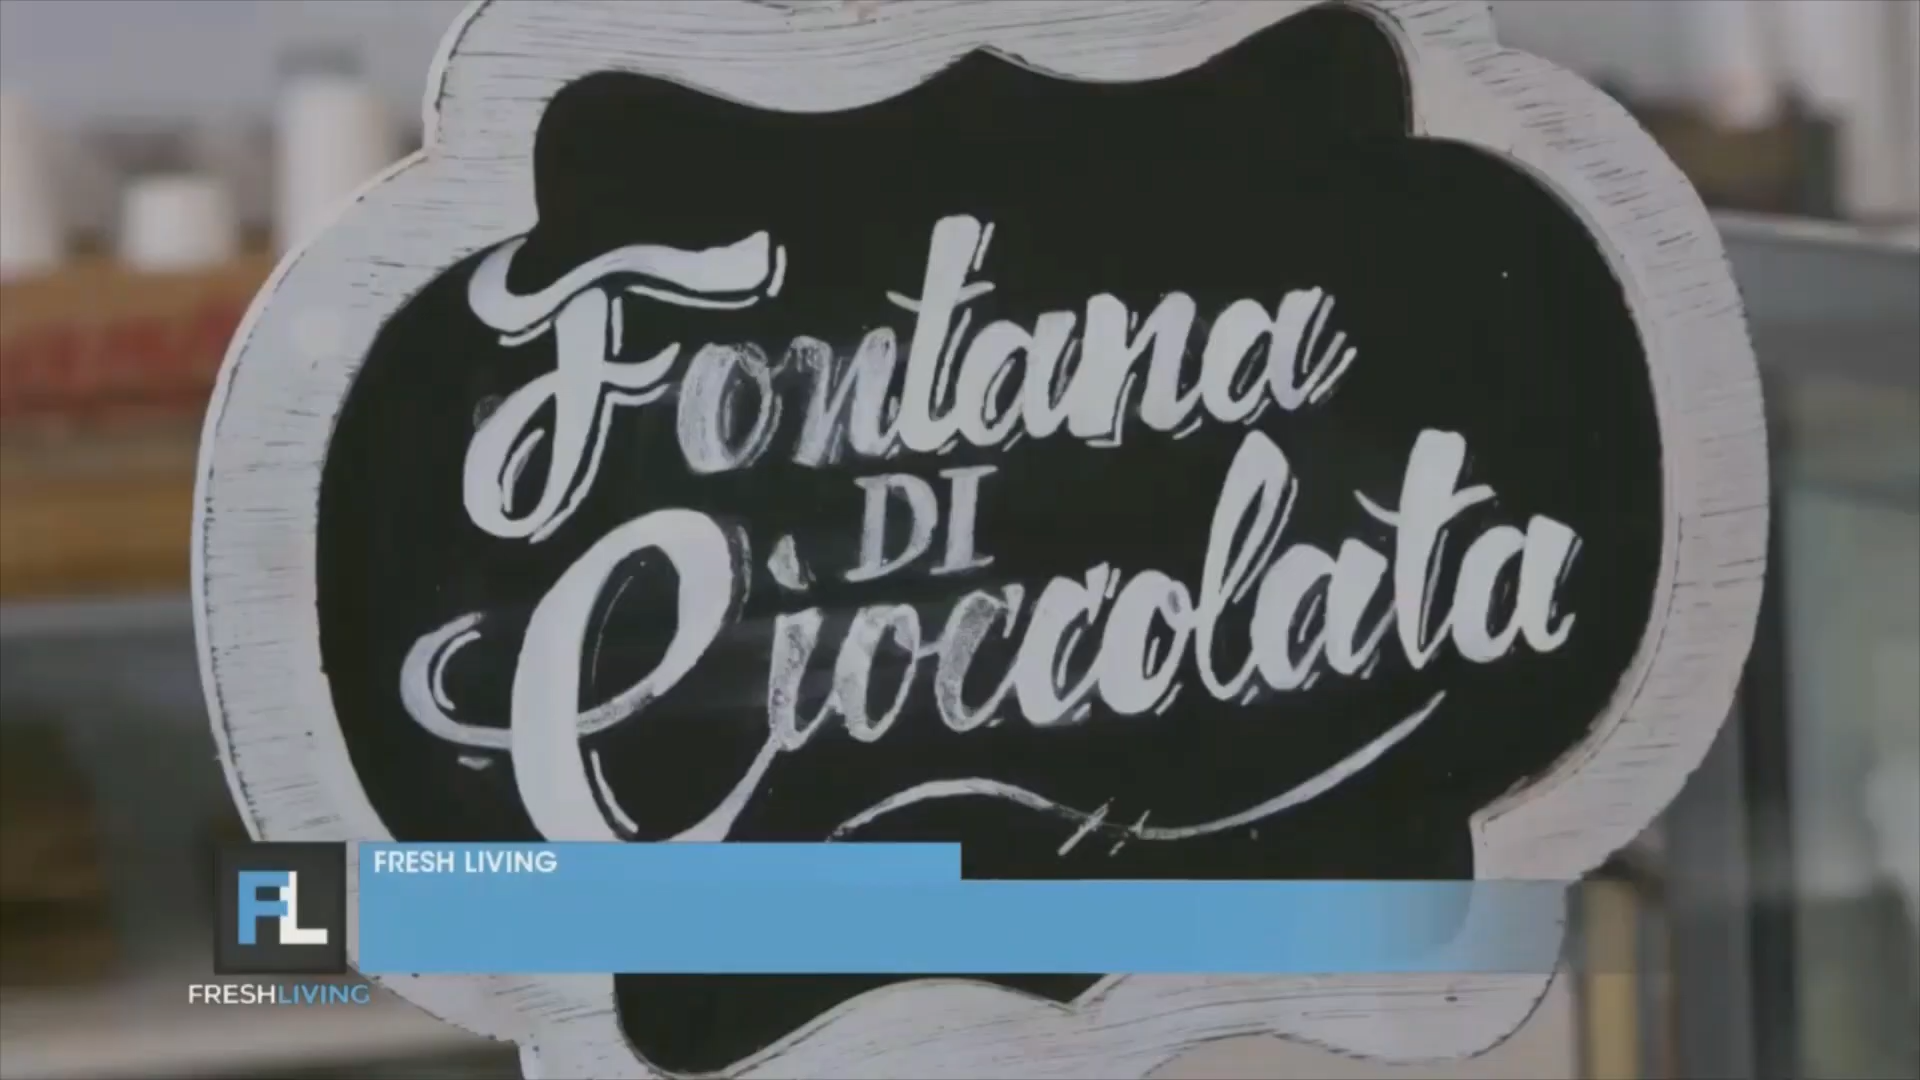 Fontana
DI
Cioccolata
FRESH LIVING
FL
FRESHLIVING